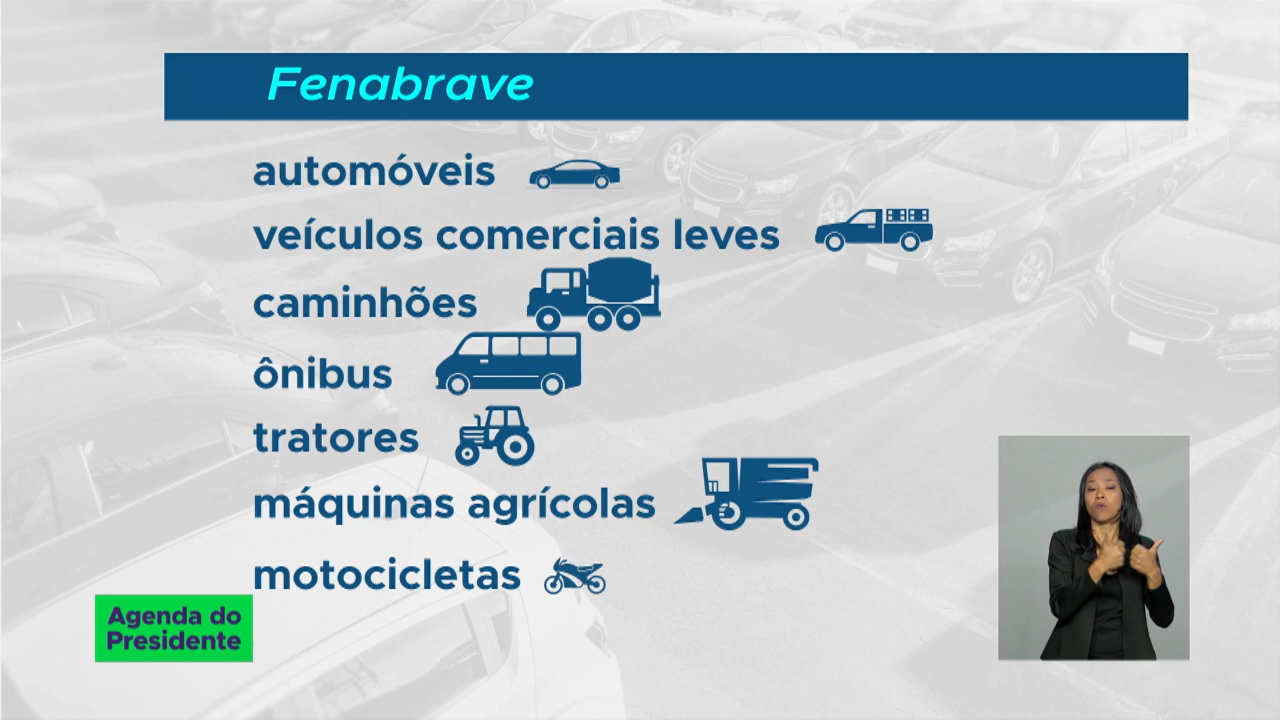 Fenabrave
automóveis
veículos comerciais leves
caminhões
ônibus
tratores
máquinas agrícolas
motocicletas
Agenda do
Presidente